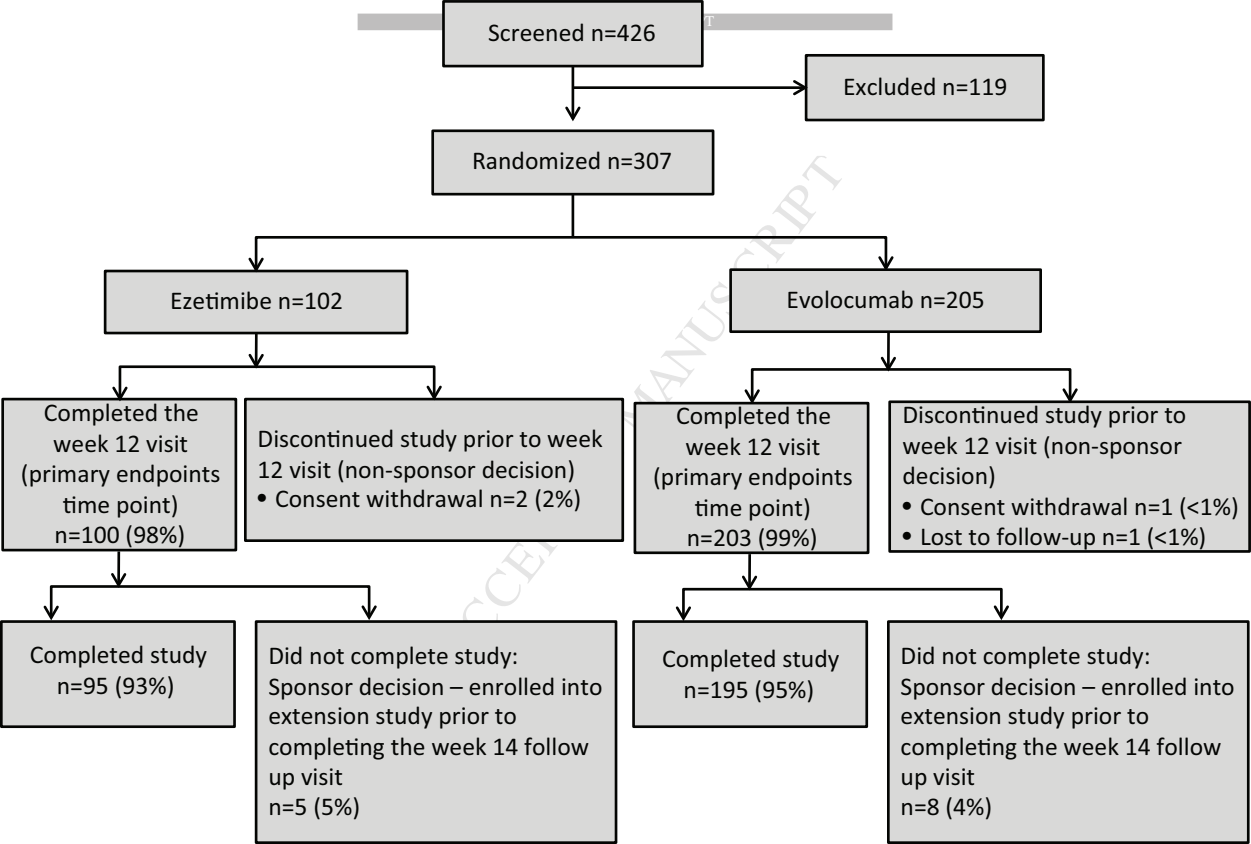 Screened n=426
Excluded n=119
Randomized n=307
Ezetimibe n=102
Evolocumab n=205
Completed the
week 12 visit
(primary endpoints
time point)
n=100 (98%)
Discontinued study prior to week
12 visit (non-sponsor decision)
• Consent withdrawal n=2 (2%)
Completed the
week 12 visit
(primary endpoints
time point)
n=203 (99%)
Discontinued study prior to
week 12 visit (non-sponsor
decision)
• Consent withdrawal n=1 (<1%)
• Lost to follow-up n=1 (<1%)
Completed study
n=95 (93%)
Did not complete study:
Sponsor decision – enrolled into
extension study prior to
completing the week 14 follow
up visit
n=5 (5%)
Completed study
n=195 (95%)
Did not complete study:
Sponsor decision – enrolled into
extension study prior to
completing the week 14 follow
up visit
n=8 (4%)
MANUSCRIPT